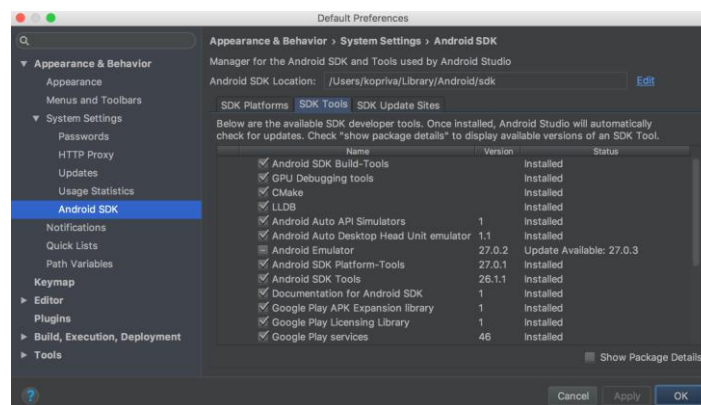 Default Preferences
Appearance & Behavior
Appearance
Menus and Toolbars
System Settings
Passwords
HTTP Proxy
Updates
Usage Statistics
Android SDK
Notifications
Quick Lists
Path Variables
Keymap
Editor
Plugins
Build, Execution, Deployment
Tools
Appearance & Behavior › System Settings › Android SDK
Manager for the Android SDK and Tools used by Android Studio
Android SDK Location: /Users/kopriva/Library/Android/sdk Edit
SDK Platforms SDK Tools SDK Update Sites
Below are the available SDK developer tools. Once installed, Android Studio will automatically
check for updates. Check "show package details" to display available versions of an SDK Tool.
Name Version Status
Android SDK Build-Tools Installed
GPU Debugging tools Installed
CMake Installed
LLDB Installed
Android Auto API Simulators 1 Installed
Android Auto Desktop Head Unit emulator 1.1 Installed
Android Emulator 27.0.2 Update Available: 27.0.3
Android SDK Platform-Tools 27.0.1 Installed
Android SDK Tools 26.1.1 Installed
Documentation for Android SDK 1 Installed
Google Play APK Expansion library 1 Installed
Google Play Licensing Library 1 Installed
Google Play services 46 Installed
Show Package Details
? Cancel Apply OK